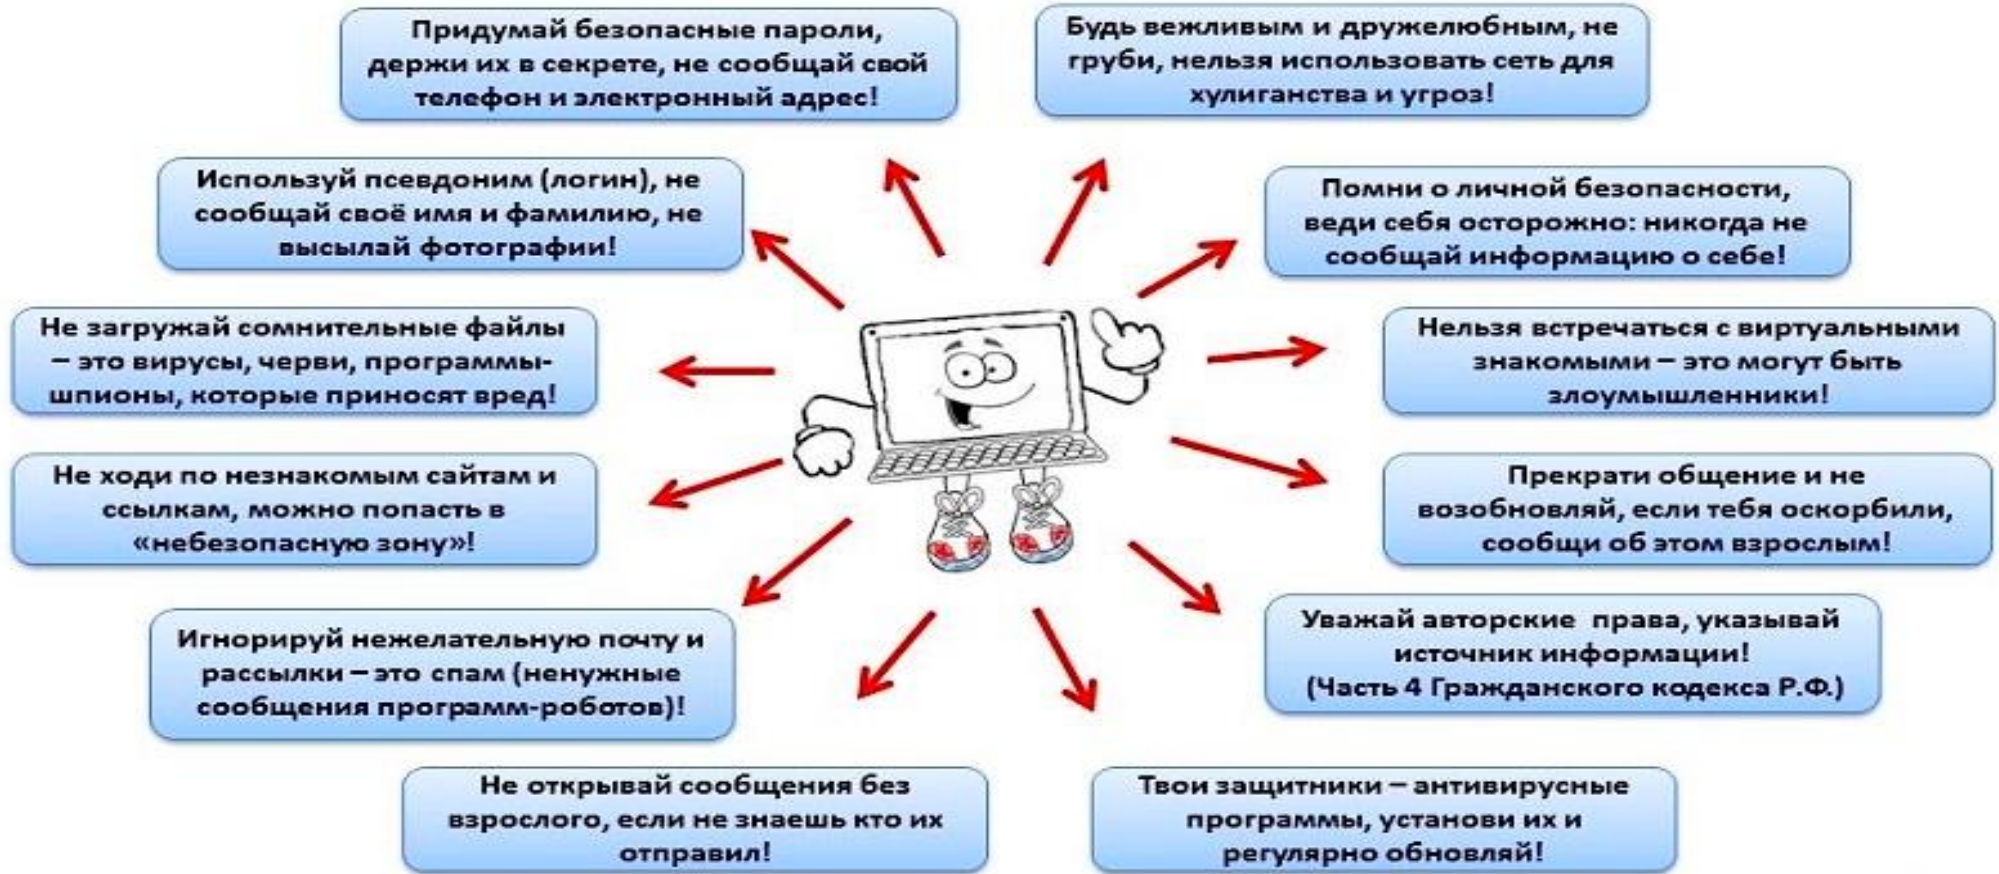 Придумай безопасные пароли,
держи их в секрете, не сообщай свой
телефон и электронный адрес!
Будь вежливым и дружелюбным, не
груби, нельзя использовать сеть для
хулиганства и угроз!
Используй псевдоним (логин), не
сообщай своё имя и фамилию, не
высылай фотографии!
Помни о личной безопасности,
веди себя осторожно: никогда не
сообщай информацию о себе!
Не загружай сомнительные файлы
– это вирусы, черви, программы-
шпионы, которые приносят вред!
Нельзя встречаться с виртуальными
знакомыми – это могут быть
злоумышленники!
Не ходи по незнакомым сайтам и
ссылкам, можно попасть в
«небезопасную зону»!
Прекрати общение и не
возобновляй, если тебя оскорбили,
сообщи об этом взрослым!
Игнорируй нежелательную почту и
рассылки – это спам (ненужные
сообщения программ-роботов)!
Уважай авторские права, указывай
источник информации!
(Часть 4 Гражданского кодекса Р.Ф.)
Не открывай сообщения без
взрослого, если не знаешь кто их
отправил!
Твои защитники – антивирусные
программы, установи их и
регулярно обновляй!